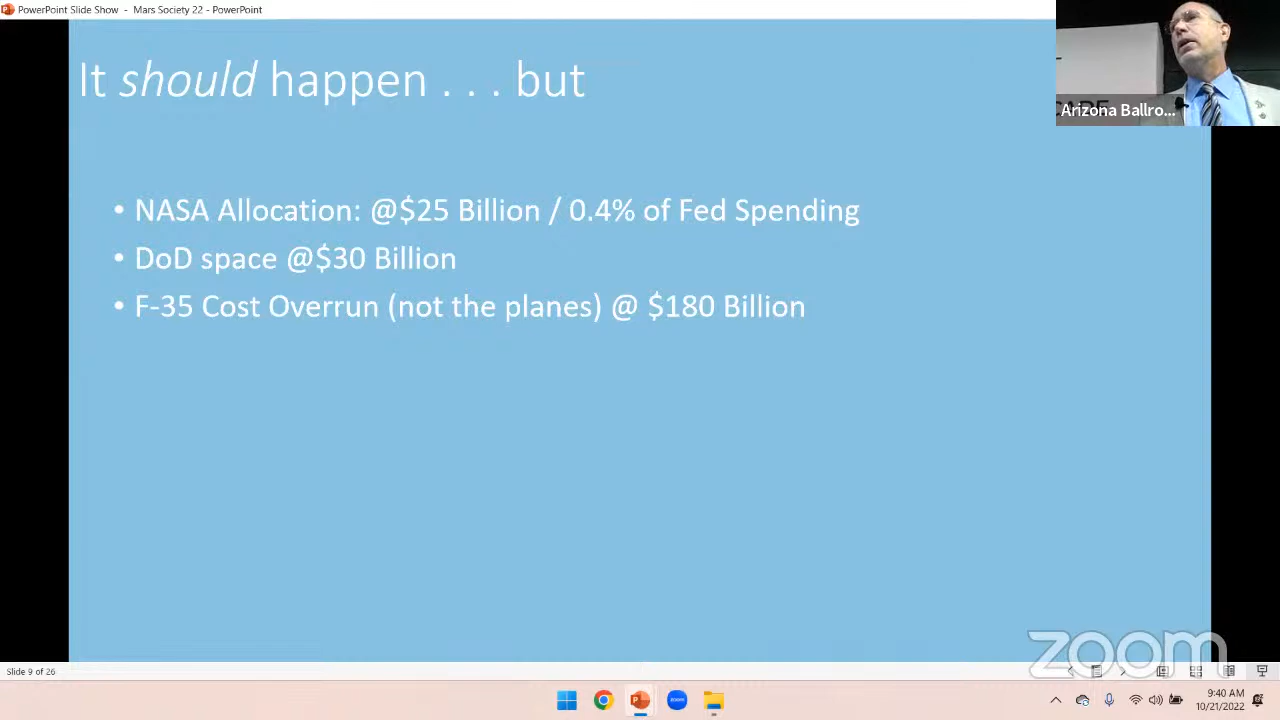 PowerPoint Slide Show - Mars Society 22 - PowerPoint
It should happen . . . but
Arizona Ballro...
• NASA Allocation: @$25 Billion / 0.4% of Fed Spending
• DoD space @$30 Billion
• F-35 Cost Overrun (not the planes) @ $180 Billion
zoom
Slide 9 of 26
zoom
9:40 AM
10/21/2022